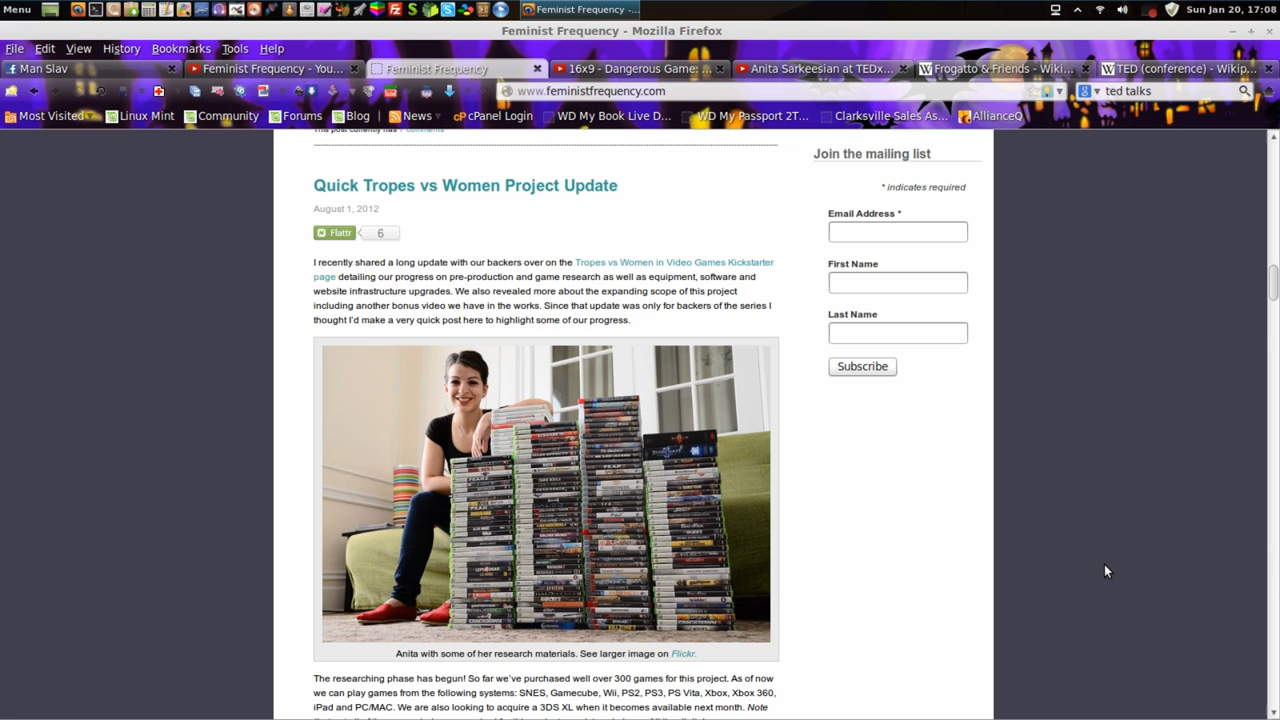 Menu
Feminist Frequency -...
Sun Jan 20, 17:08
Feminist Frequency - Mozilla Firefox
File Edit View History Bookmarks Tools Help
Man Slav
Feminist Frequency - You...
Feminist Frequency
16x9 - Dangerous Game: ...
Anita Sarkeesian at TEDx...
Frogatto & Friends - Wiki...
TED (conference) - Wikip...
www.feministfrequency.com
ted talks
Most Visited
Linux Mint
Community
Forums
Blog
News
cPanel Login
WD My Book Live D...
WD My Passport 2T...
Clarksville Sales As...
AllianceQ
Quick Tropes vs Women Project Update
August 1, 2012
Flattr 6
I recently shared a long update with our backers over on the Tropes vs Women in Video Games Kickstarter
page detailing our progress on pre-production and game research as well as equipment, software and
website infrastructure upgrades. We also revealed more about the expanding scope of this project
including another bonus video we have in the works. Since that update was only for backers of the series I
thought I'd make a very quick post here to highlight some of our progress.
Anita with some of her research materials. See larger image on Flickr.
The researching phase has begun! So far we've purchased well over 300 games for this project. As of now
we can play games from the following systems: SNES, Gamecube, Wii, PS2, PS3, PS Vita, Xbox, Xbox 360,
iPad and PC/MAC. We are also looking to acquire a 3DS XL when it becomes available next month. Note
Join the mailing list
* indicates required
Email Address *
First Name
Last Name
Subscribe